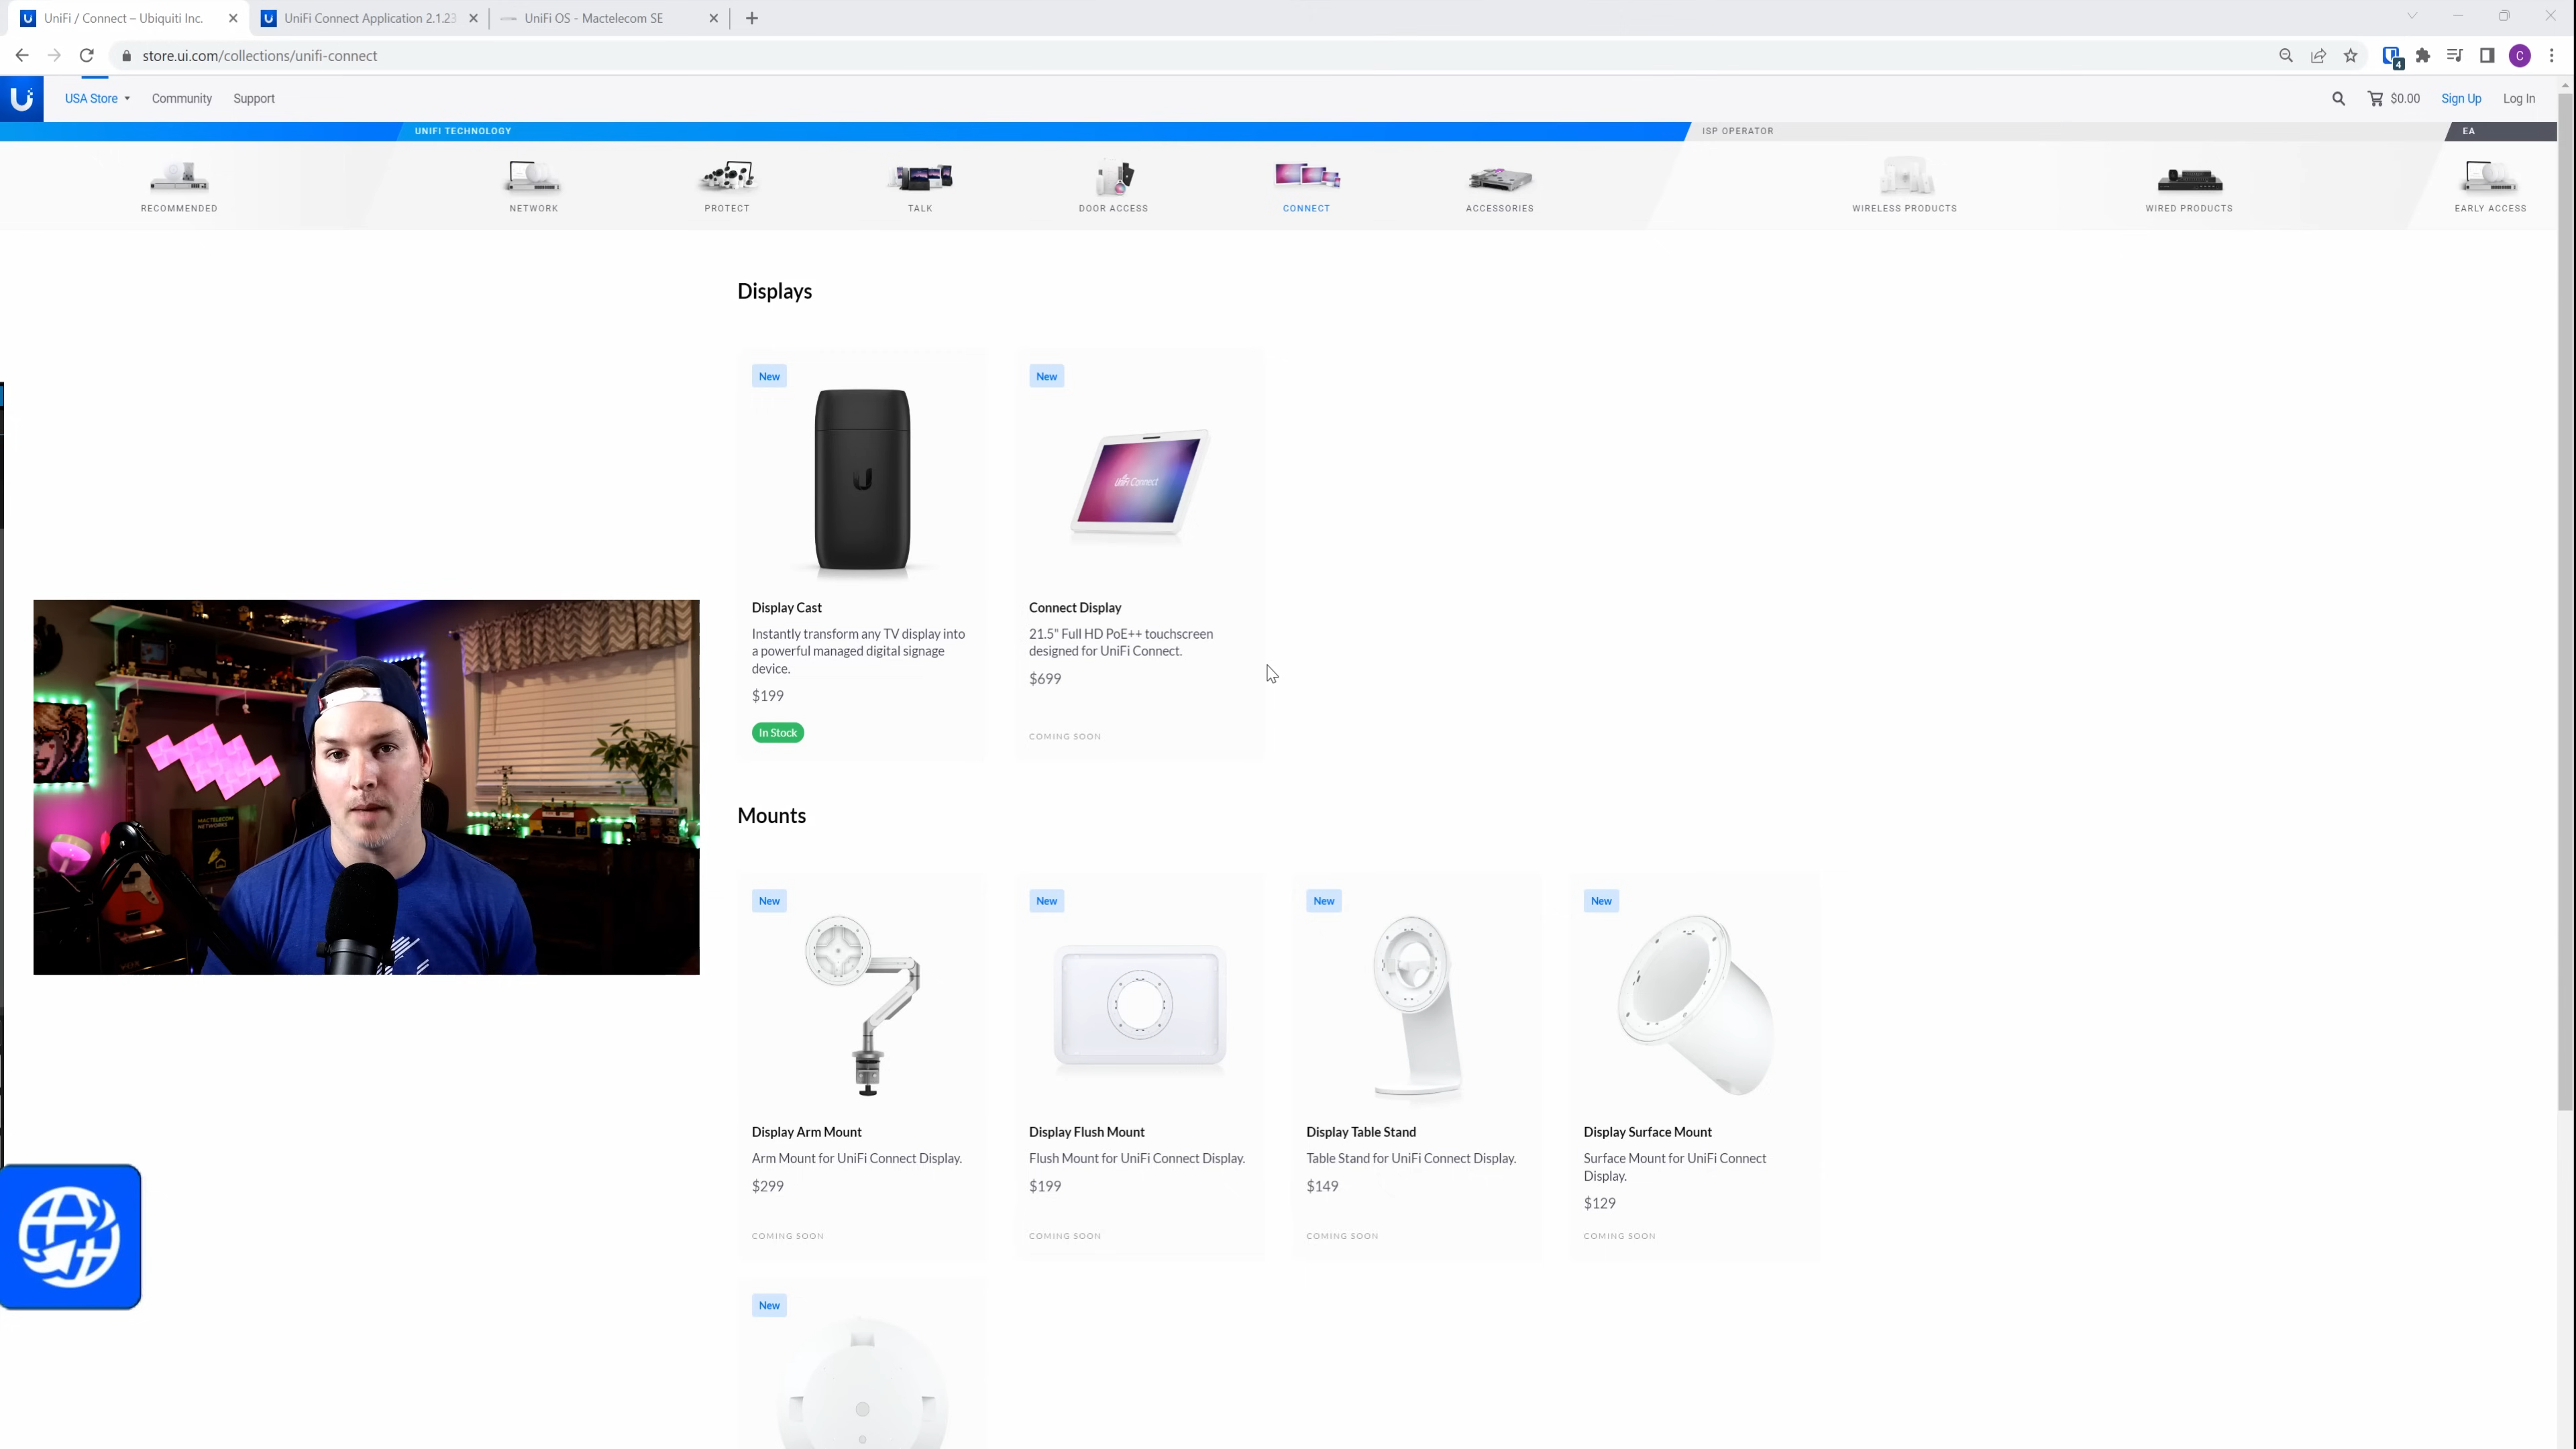 UniFi / Connect – Ubiquiti Inc.
UniFi Connect Application 2.1.23
UniFi OS - Mactelecom SE
store.ui.com/collections/unifi-connect
4
C
USA Store
Community
Support
$0.00
Sign Up
Log In
UNIFI TECHNOLOGY
ISP OPERATOR
EA
RECOMMENDED
NETWORK
PROTECT
TALK
DOOR ACCESS
CONNECT
ACCESSORIES
WIRELESS PRODUCTS
WIRED PRODUCTS
EARLY ACCESS
Displays
New
New
UniFi Connect
Display Cast
Instantly transform any TV display into
a powerful managed digital signage
device.
$199
In Stock
Connect Display
21.5" Full HD PoE++ touchscreen
designed for UniFi Connect.
$699
COMING SOON
MACTELECOM
NETWORKS
VOX
Mounts
New
New
New
New
Display Arm Mount
Arm Mount for UniFi Connect Display.
$299
COMING SOON
Display Flush Mount
Flush Mount for UniFi Connect Display.
$199
COMING SOON
Display Table Stand
Table Stand for UniFi Connect Display.
$149
COMING SOON
Display Surface Mount
Surface Mount for UniFi Connect
Display.
$129
COMING SOON
New